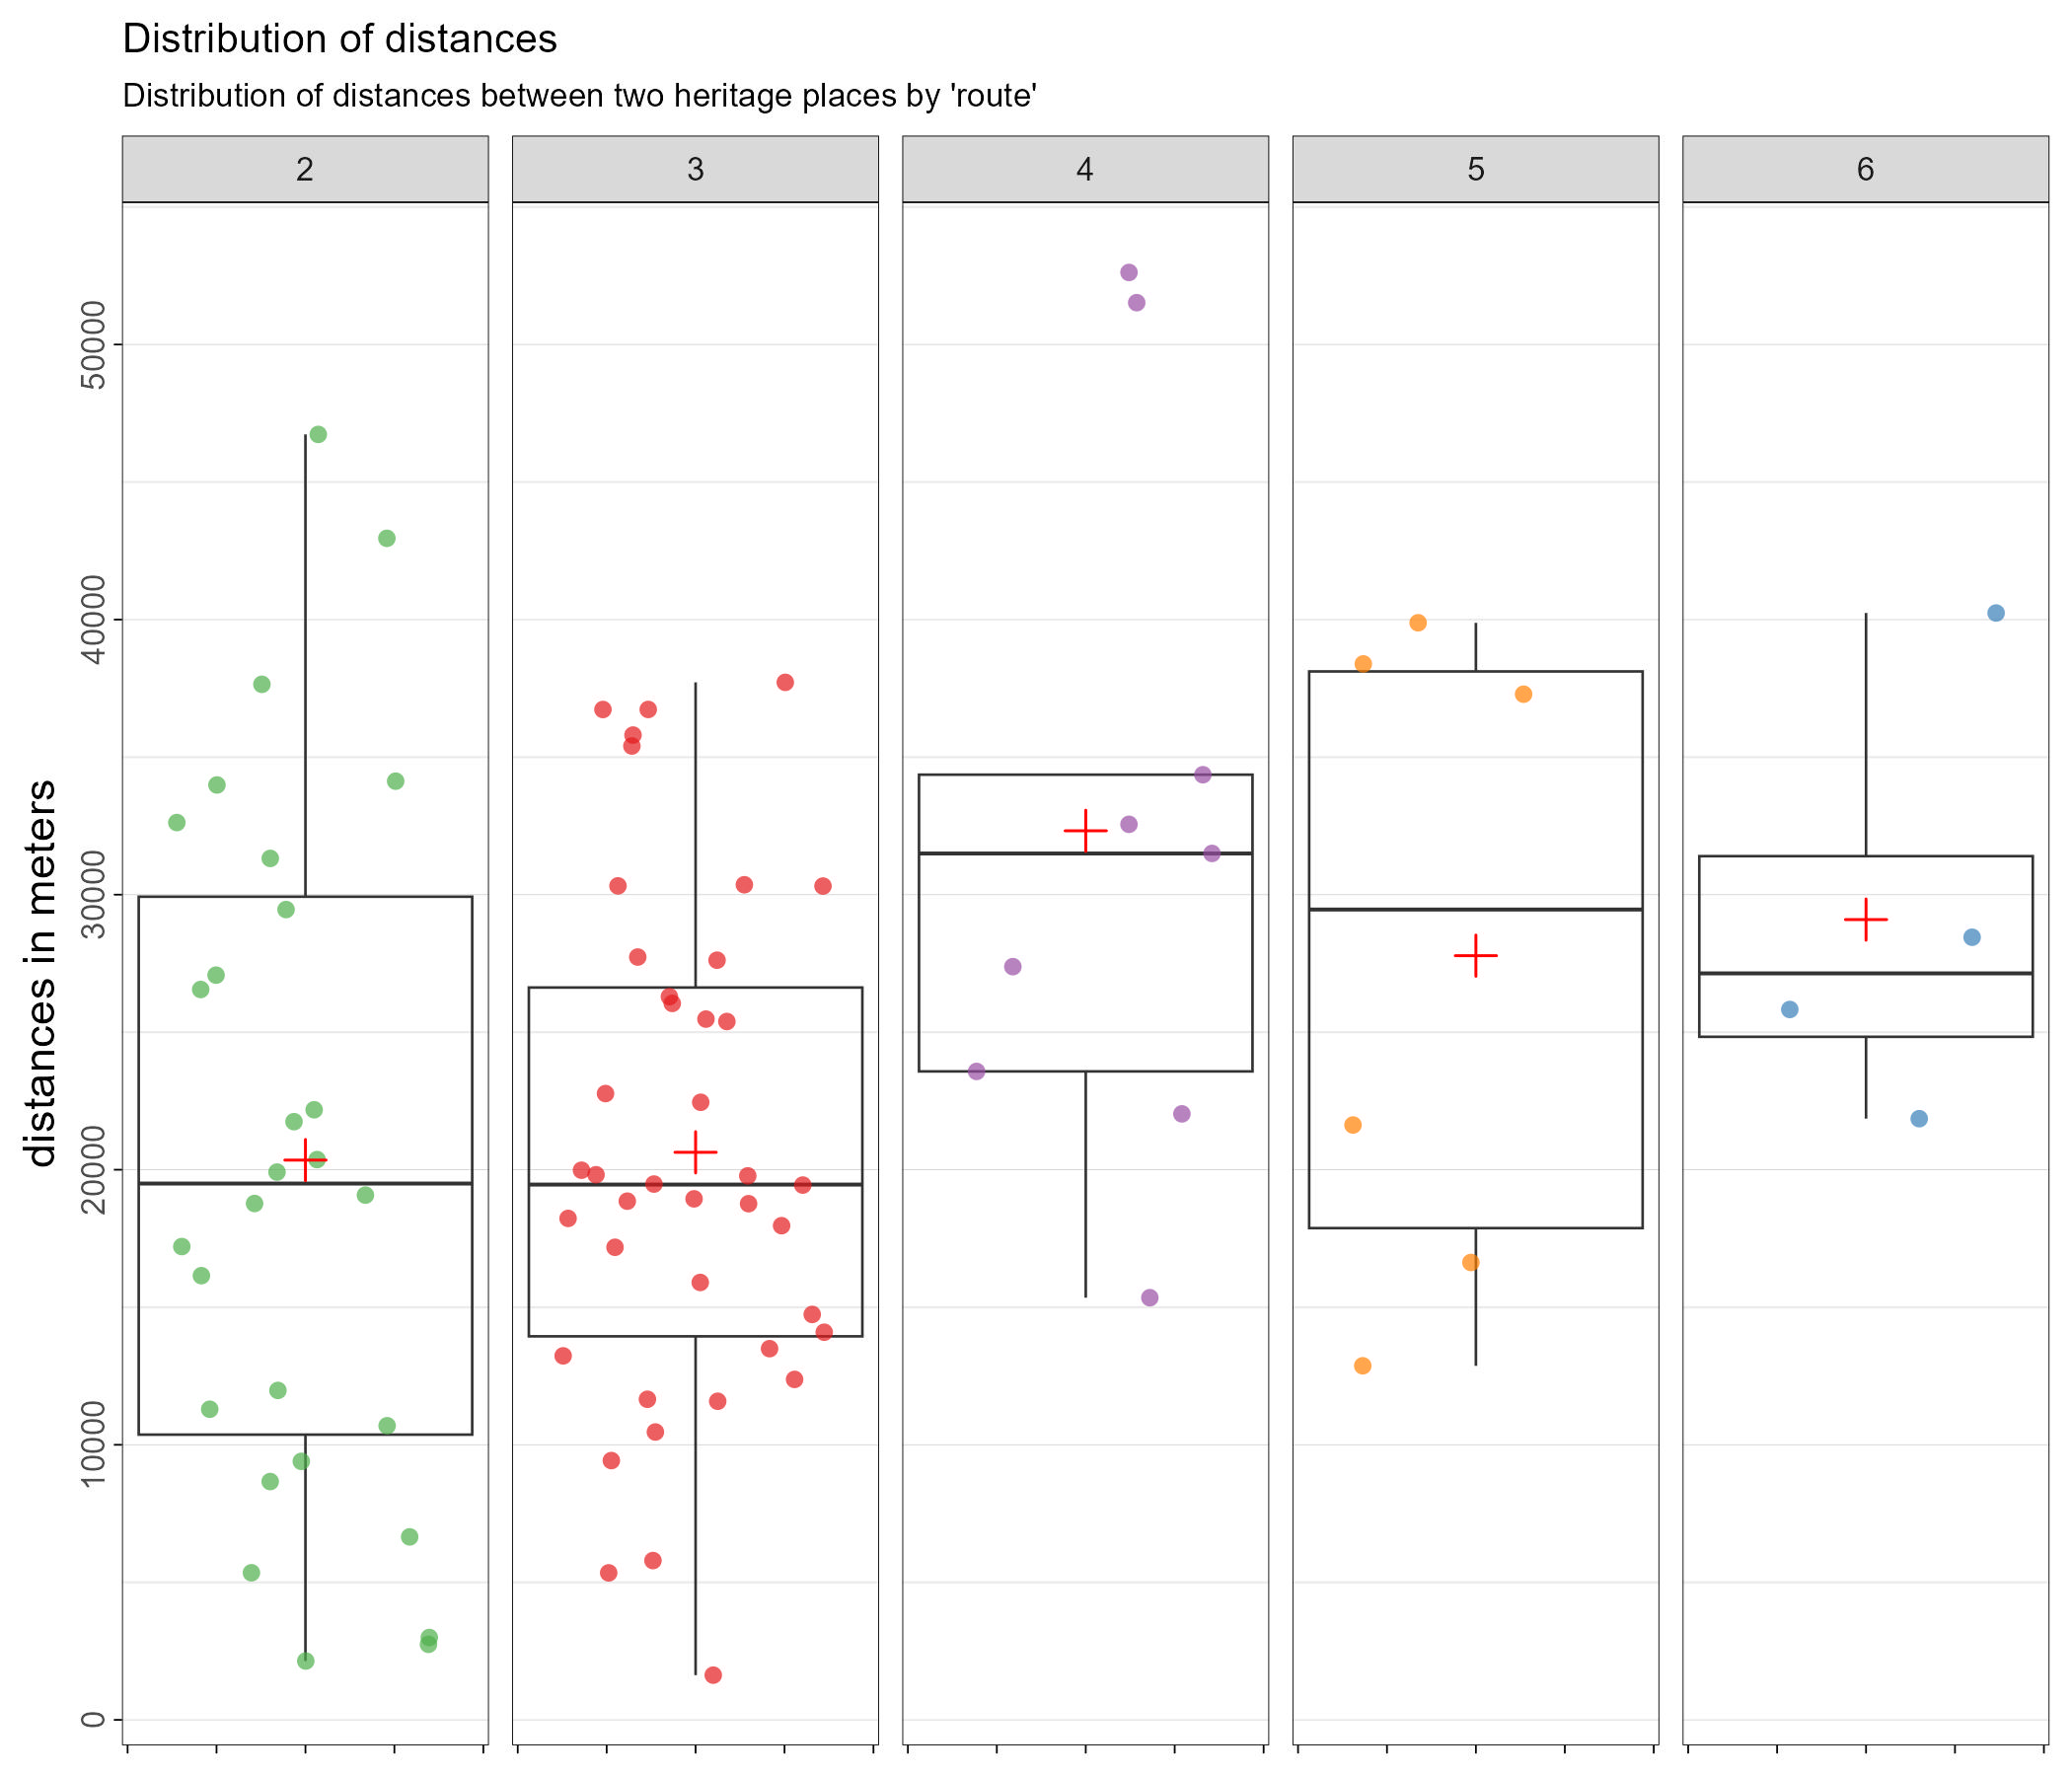 Distribution of distances
Distribution of distances between two heritage places by 'route'
2 3 4 5 6
distances in meters
50000
40000
30000
20000
10000
0